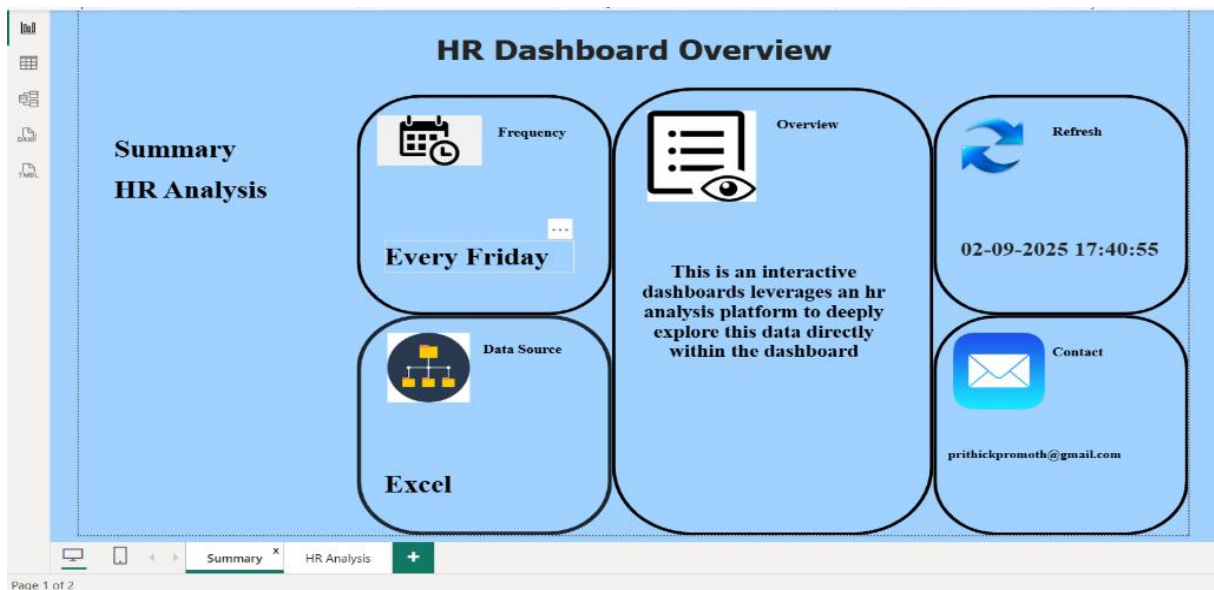 HR Dashboard Overview
Summary
HR Analysis
Frequency
Every Friday
Data Source
Excel
Overview
This is an interactive
dashboards leverages an hr
analysis platform to deeply
explore this data directly
within the dashboard
Refresh
02-09-2025 17:40:55
Contact
prithickpromoth@gmail.com
DAX
TMDL
Summary x
HR Analysis
+
Page 1 of 2